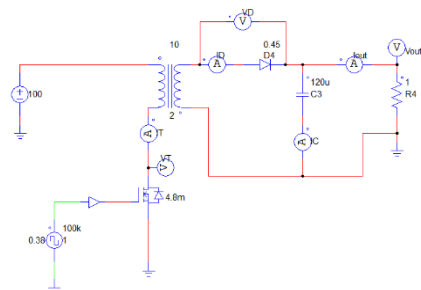 V
VD
10
A
ID
0.45
D4
A
Iout
V
Vout
100
120u
C3
1
R4
2
A
IT
V
VT
A
IC
4.8m
100k
0.38
1